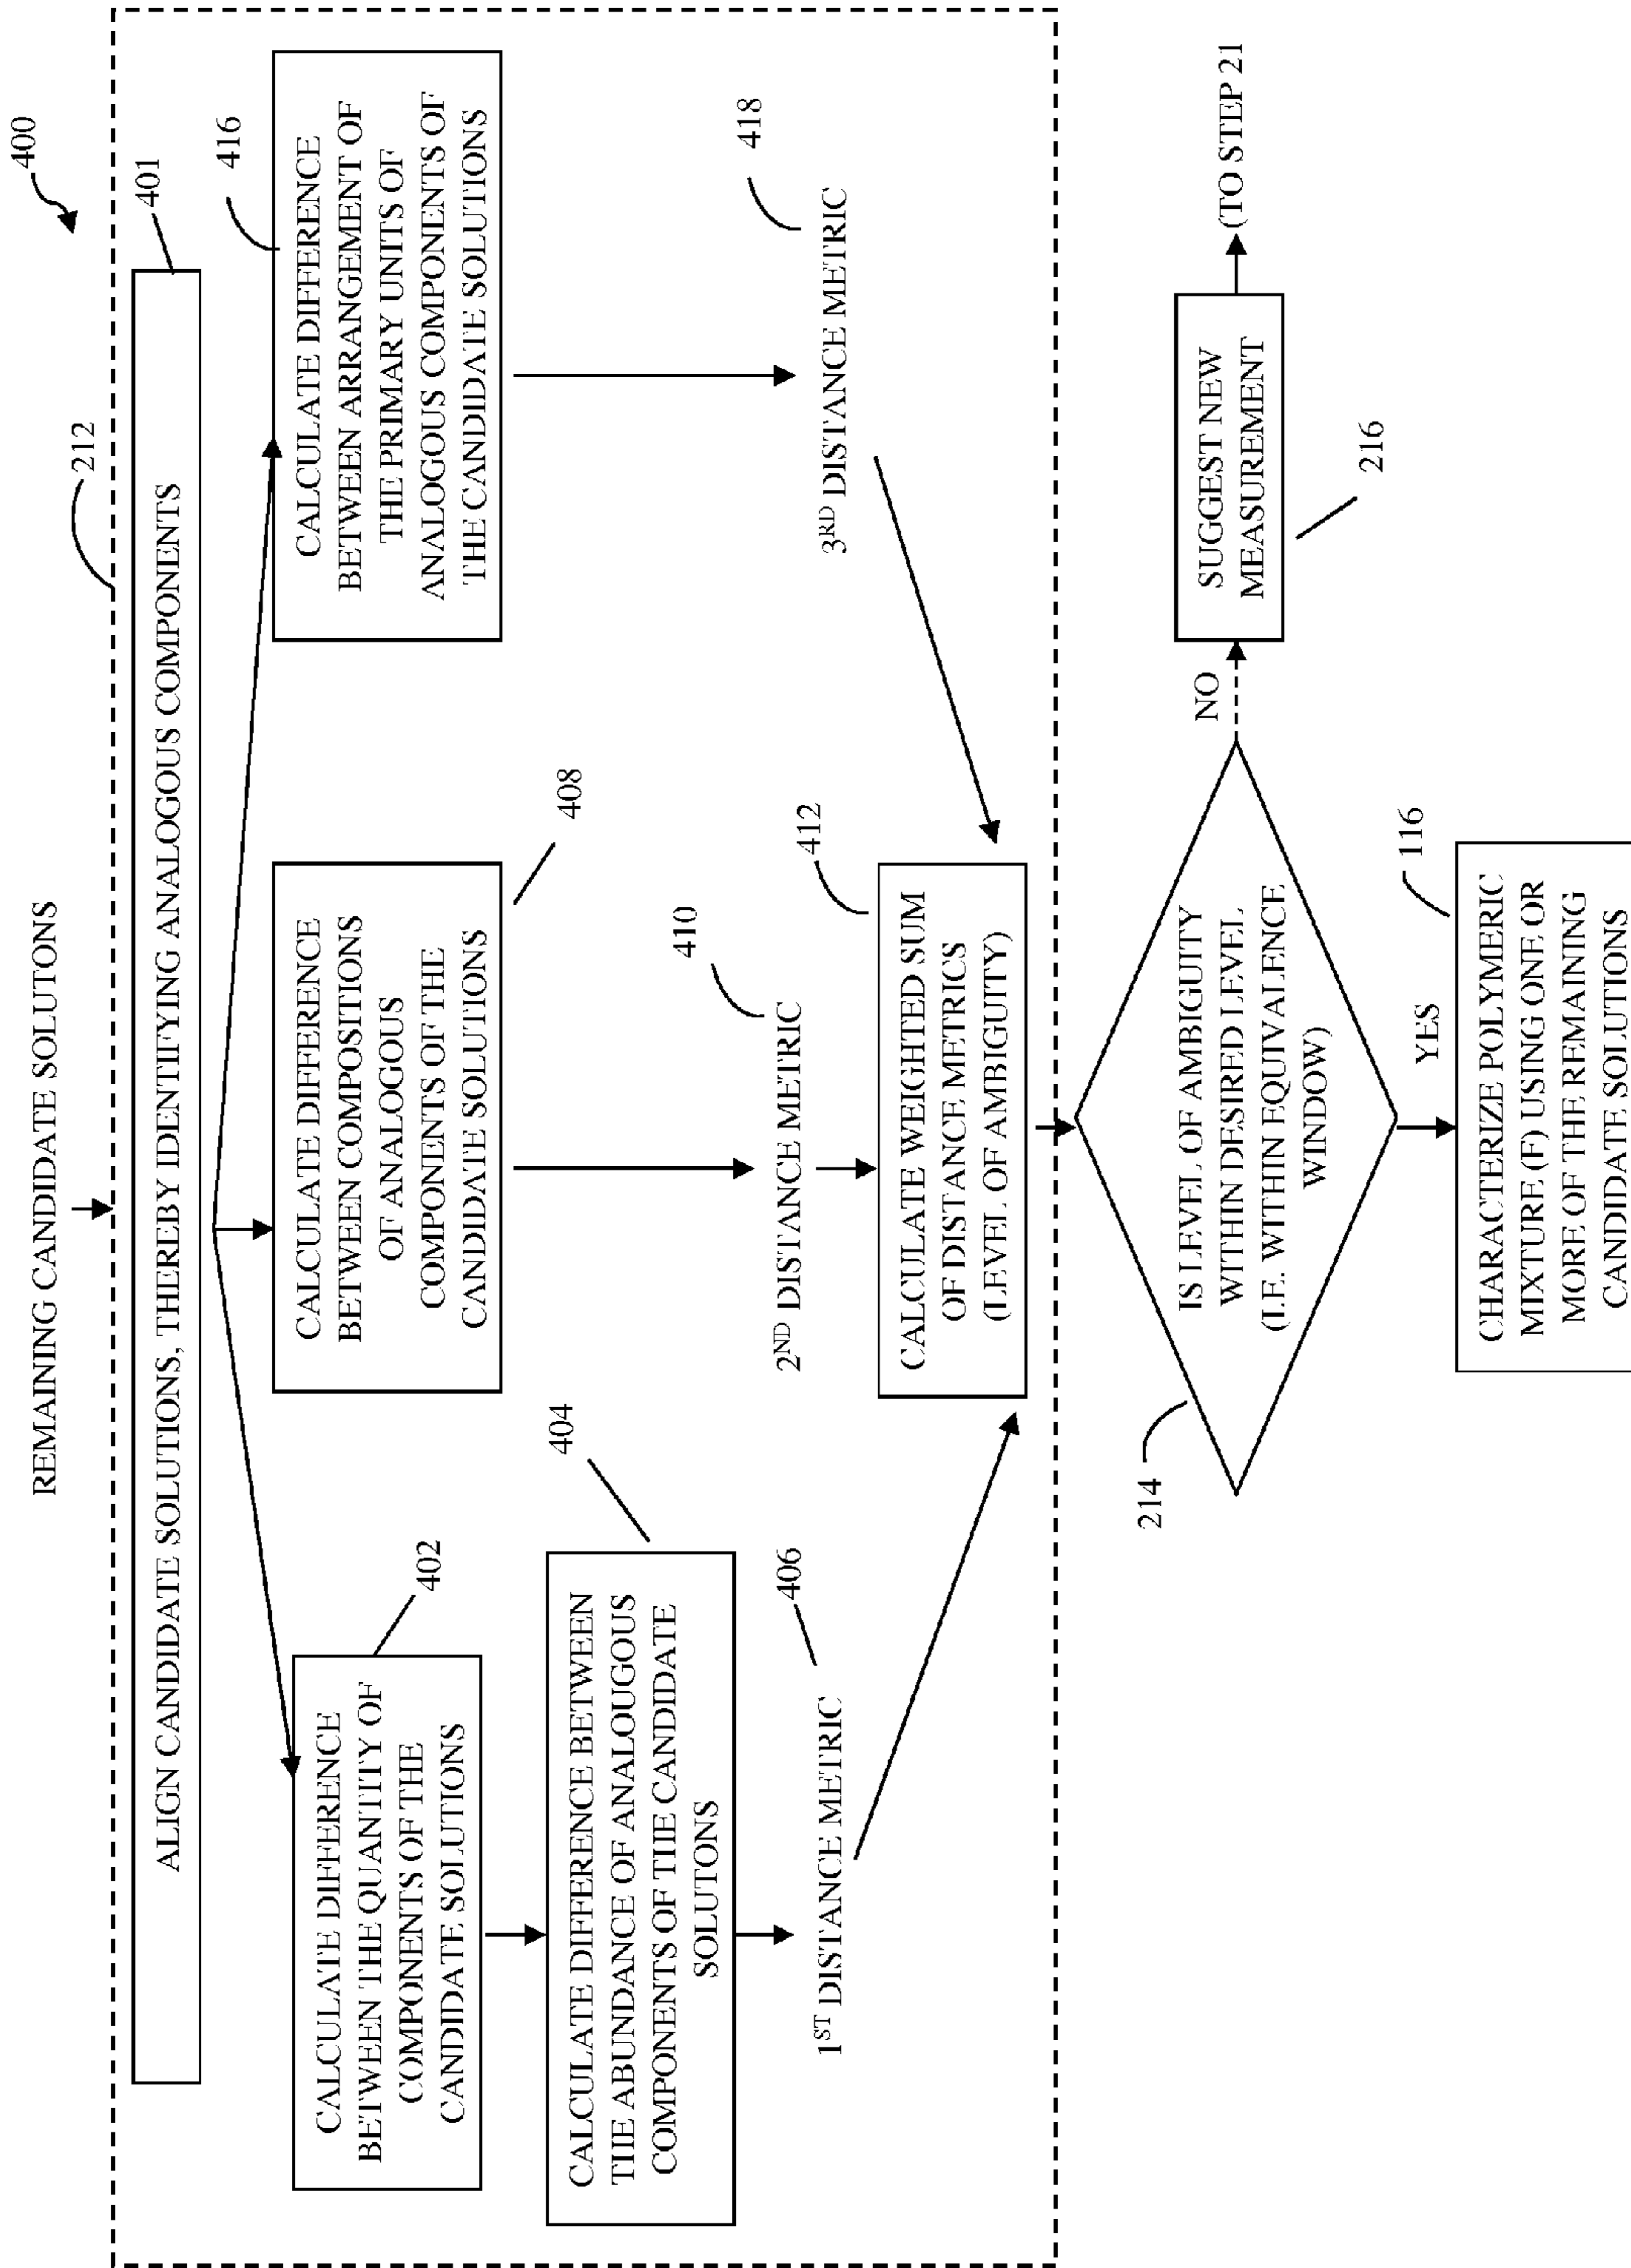 400
REMAINING CANDIDATE SOLUTONS
212
401
ALIGN CANDIDATE SOLUTIONS, THEREBY IDENTIFYING ANALOGOUS COMPONENTS
402
CALCULATE DIFFERENCE
BETWEEN THE QUANTITY OF
COMPONENTS OF THE
CANDIDATE SOLUTIONS
404
CALCULATE DIFFERENCE BETWEEN
THE ABUNDANCE OF ANALOUGOUS
COMPONENTS OF THE CANDIDATE
SOLUTONS
406
1ST DISTANCE METRIC
CALCULATE DIFFERENCE
BETWEEN COMPOSITIONS
OF ANALOGOUS
COMPONENTS OF THE
CANDIDATE SOLUTIONS
408
410
2ND DISTANCE METRIC
416
CALCULATE DIFFERENCE
BETWEEN ARRANGEMENT OF
THE PRIMARY UNITS OF
ANALOGOUS COMPONENTS OF
THE CANDIDATE SOLUTIONS
418
3RD DISTANCE METRIC
412
CALCULATE WEIGHTED SUM
OF DISTANCE METRICS
(LEVEL OF AMBIGUITY)
214
IS LEVEL OF AMBIGUITY
WITHIN DESIRED LEVEL
(I.E. WITHIN EQUIVALENCE
WINDOW)
NO
SUGGEST NEW
MEASUREMENT
216
(TO STEP 21
YES
116
CHARACTERIZE POLYMERIC
MIXTURE (F) USING ONE OR
MORE OF THE REMAINING
CANDIDATE SOLUTIONS